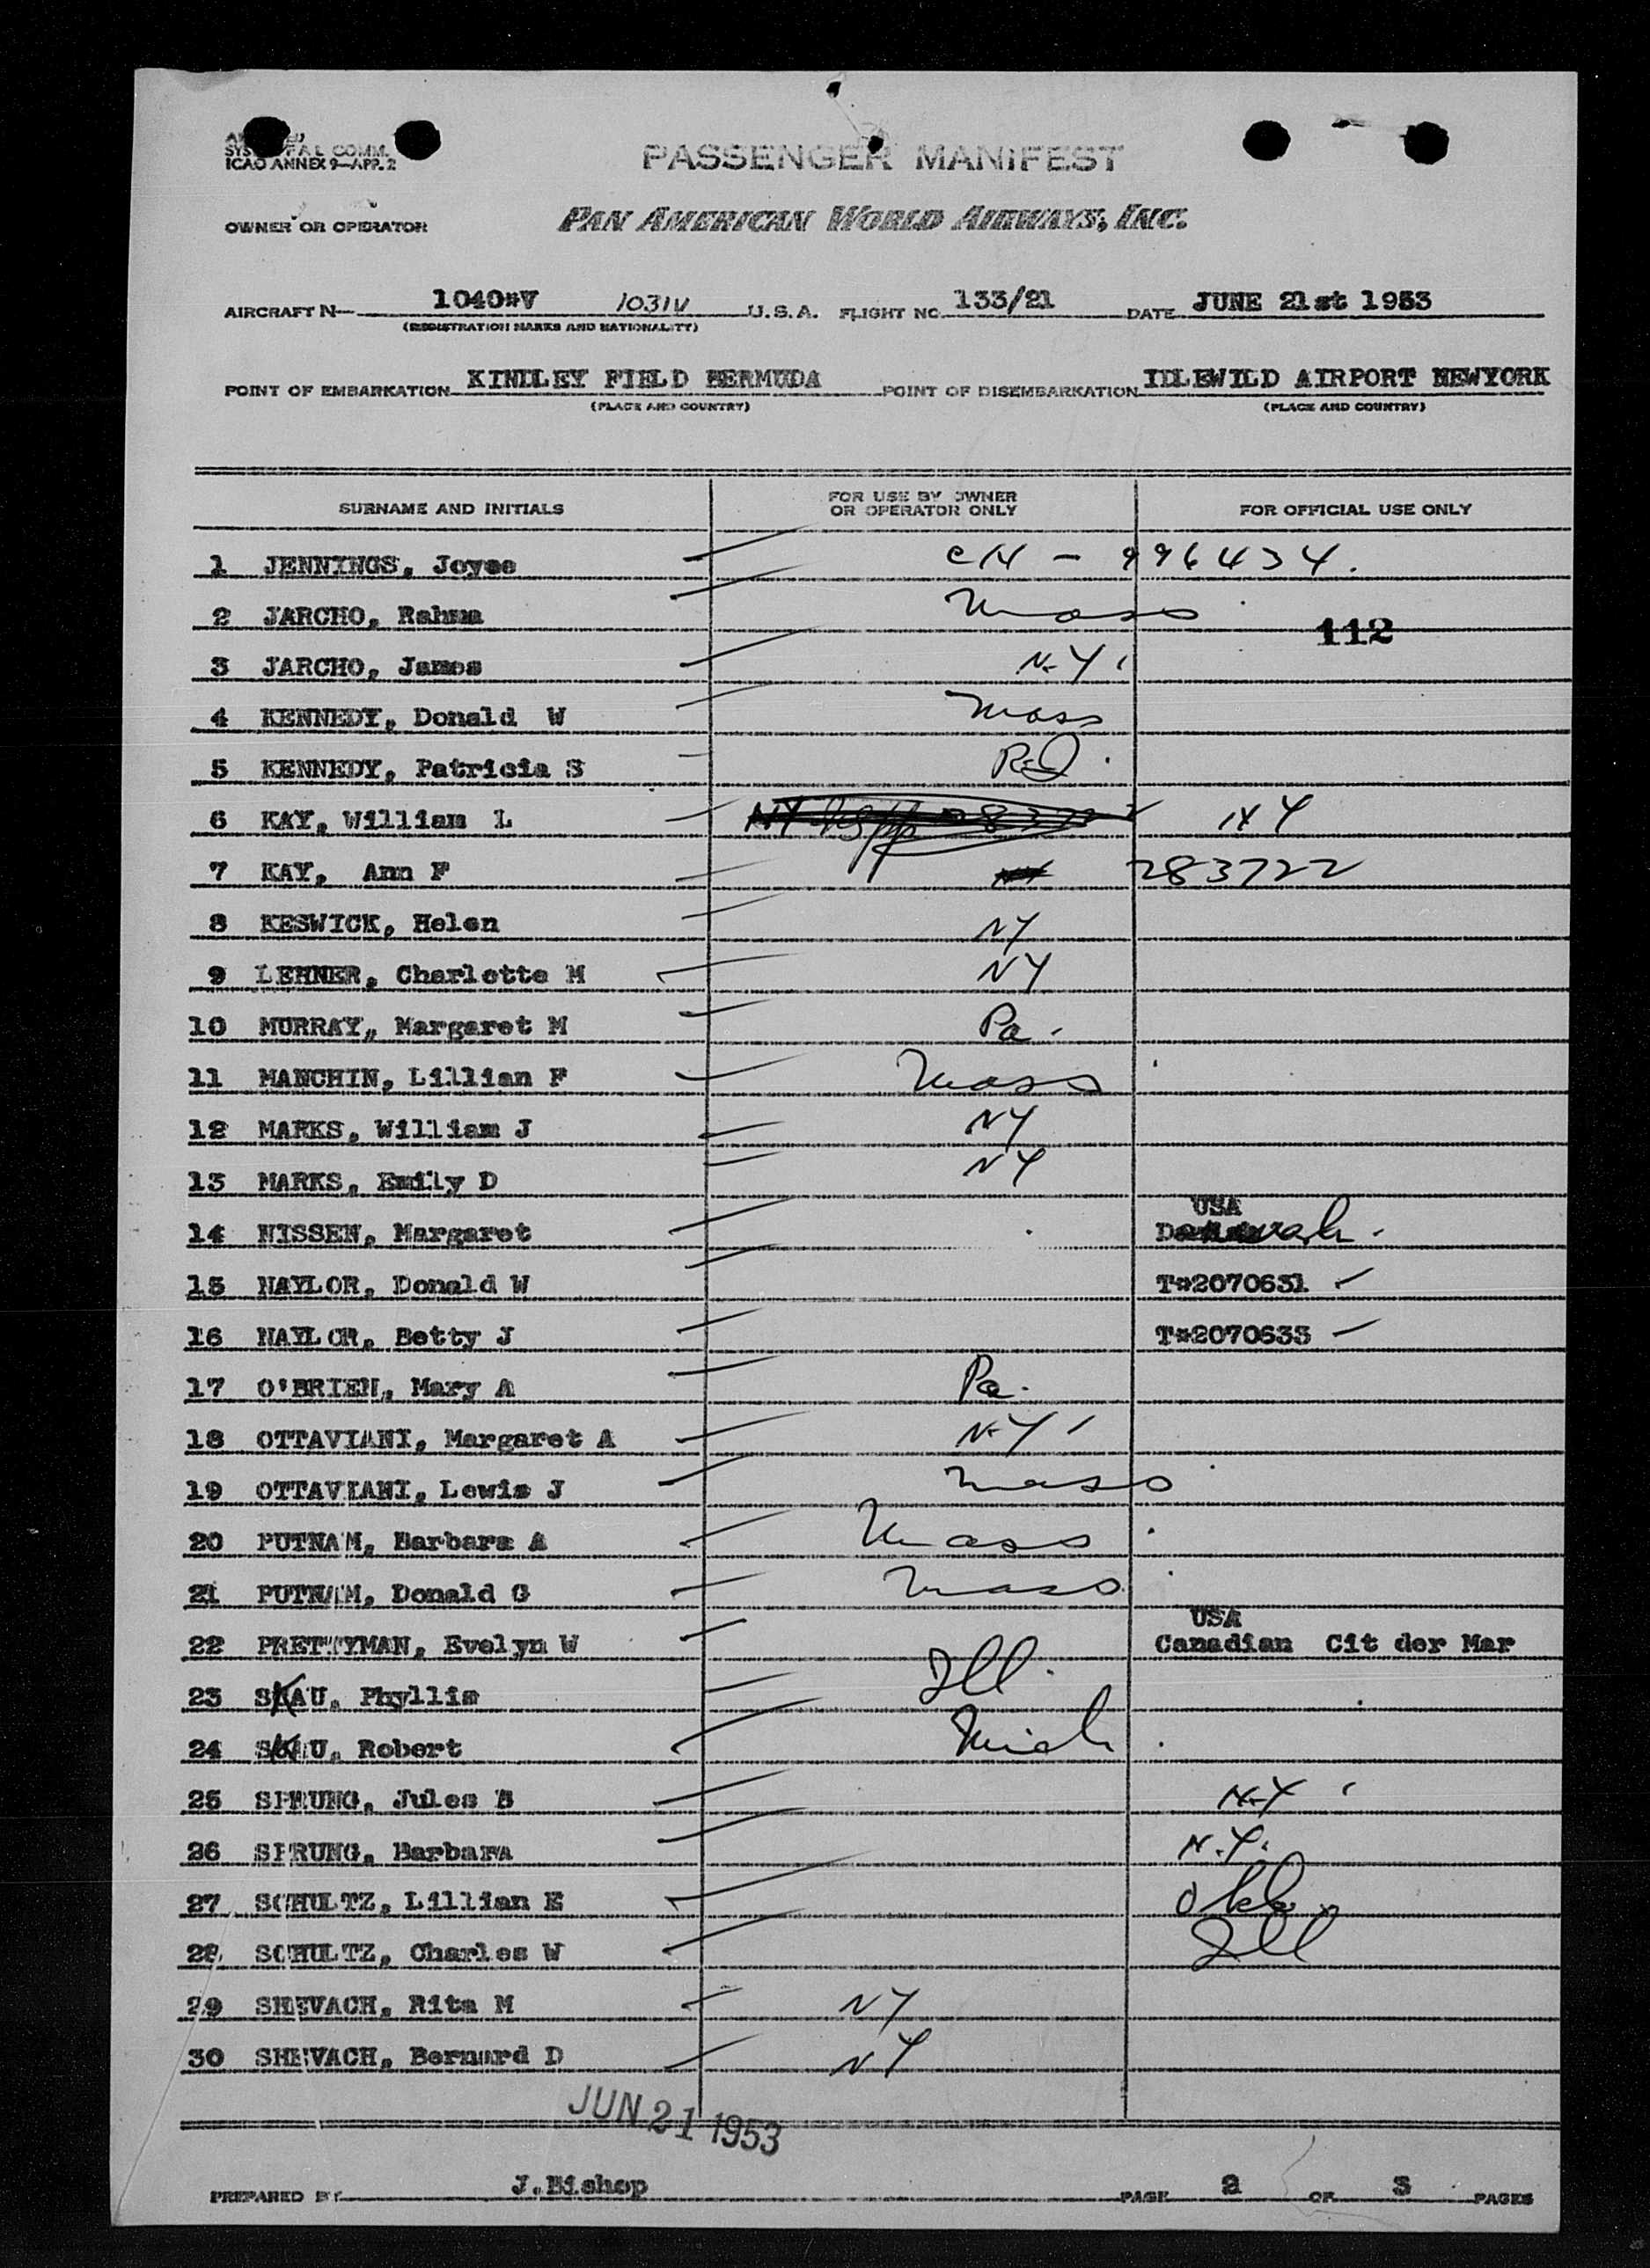 SYS F.A.L. COMM.
ICAO ANNEX 9—APP. 2
PASSENGER MANIFEST
OWNER OR OPERATOR PAN AMERICAN WORLD AIRWAYS, INC.
AIRCRAFT N— 1040#V 1031V U.S.A. FLIGHT NO. 133/21 DATE JUNE 21st 1953
(REGISTRATION MARKS AND NATIONALITY)
POINT OF EMBARKATION KINDLEY FIELD BERMUDA POINT OF DISEMBARKATION IDLEWILD AIRPORT NEWYORK
(PLACE AND COUNTRY) (PLACE AND COUNTRY)
SURNAME AND INITIALS FOR USE BY OWNER OR OPERATOR ONLY FOR OFFICIAL USE ONLY
1 JENNINGS, Joyce CN - 996434.
2 JARCHO, Rahma Mass
112
3 JARCHO, James N-Y
4 KENNEDY, Donald W Mass
5 KENNEDY, Patricia S R-I
6 KAY, William L NY
7 KAY, Ann F 283722
8 KESWICK, Helen NY
9 LEHNER, Charlotte M NY
10 MURRAY, Margaret M Pa.
11 MANCHIN, Lillian F Mass
12 MARKS, William J NY
13 MARKS, Emily D NY
USA
14 NISSEN, Margaret
15 NAYLOR, Donald W T#2070631
16 NAYLOR, Betty J T#2070633
17 O'BRIEN, Mary A Pa.
18 OTTAVIANI, Margaret A N-Y
19 OTTAVIANI, Lewis J Mass
20 PUTNAM, Barbara A Mass
21 PUTNAM, Donald G Mass
USA
22 PRETTYMAN, Evelyn W Canadian Cit der Mar
23 Phyllis Ill.
24 Robert Mich.
25 SPRUNG, Jules B N-Y
26 SPRUNG, Barbara N.Y.
27 SCHULTZ, Lillian E Okla
28 SCHULTZ, Charles W Ill
29 SHEVACH, Rita M NY
30 SHEVACH, Bernard D NY
JUN 21 1953
PREPARED BY J.Bishop PAGE 2 OF 3 PAGES